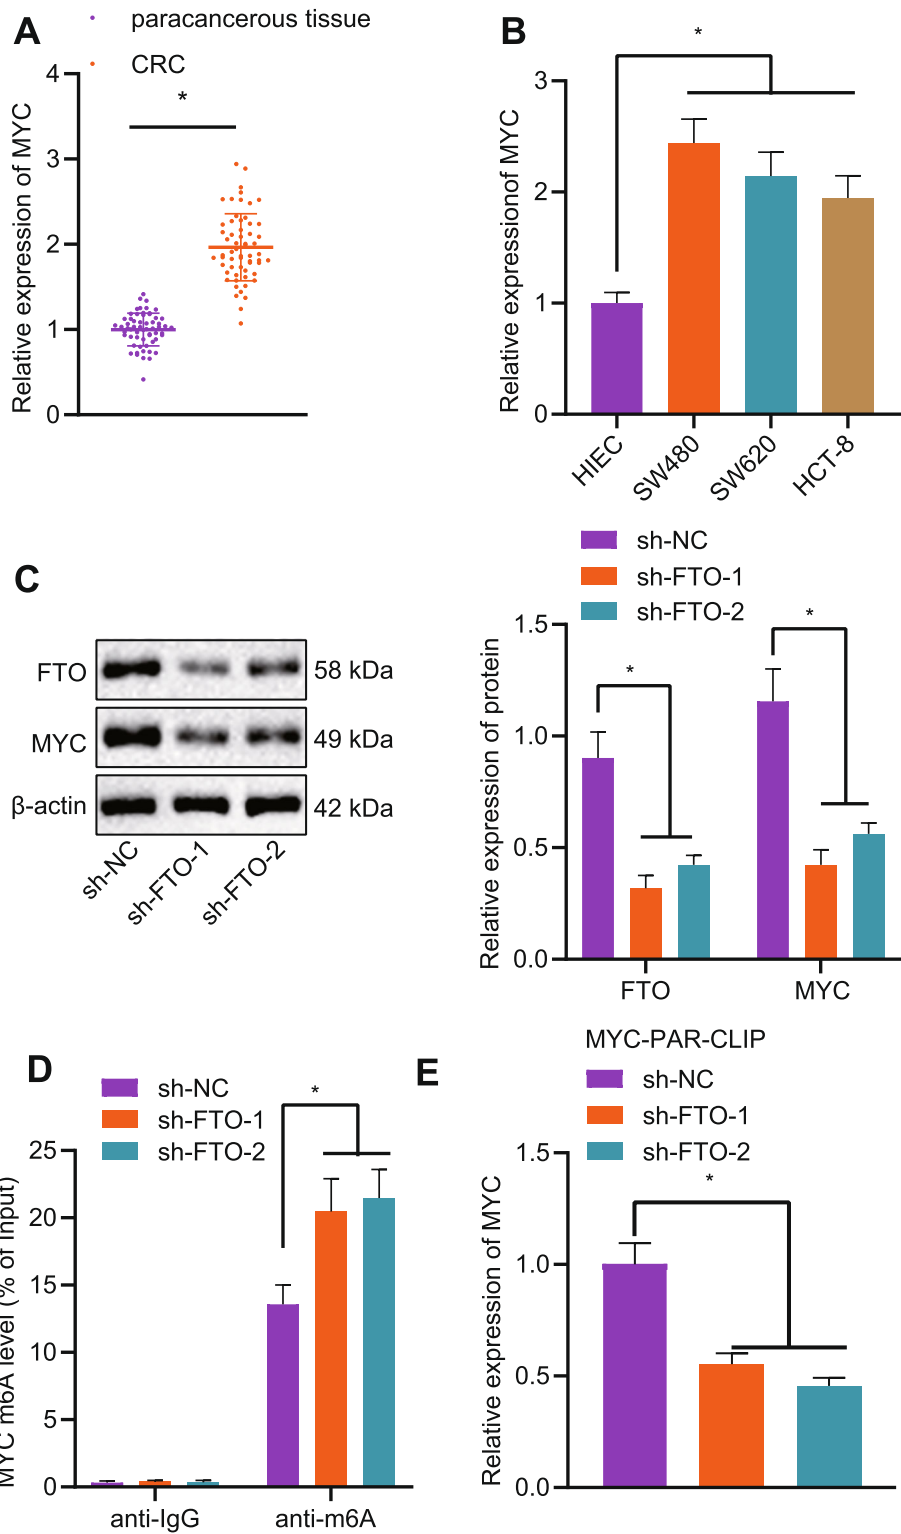 A
paracancerous tissue
CRC
*
Relative expression of MYC
4
3
2
1
0
B
*
Relative expressionof MYC
3
2
1
0
HIEC
SW480
SW620
HCT-8
C
FTO
58 kDa
MYC
49 kDa
β-actin
42 kDa
sh-NC
sh-FTO-1
sh-FTO-2
sh-NC
sh-FTO-1
sh-FTO-2
*
*
Relative expression of protein
1.5
1.0
0.5
0.0
FTO
MYC
D
sh-NC
sh-FTO-1
sh-FTO-2
*
MYC m6A level (% of Input)
25
20
15
10
5
0
anti-IgG
anti-m6A
E
MYC-PAR-CLIP
sh-NC
sh-FTO-1
sh-FTO-2
*
Relative expression of MYC
1.5
1.0
0.5
0.0